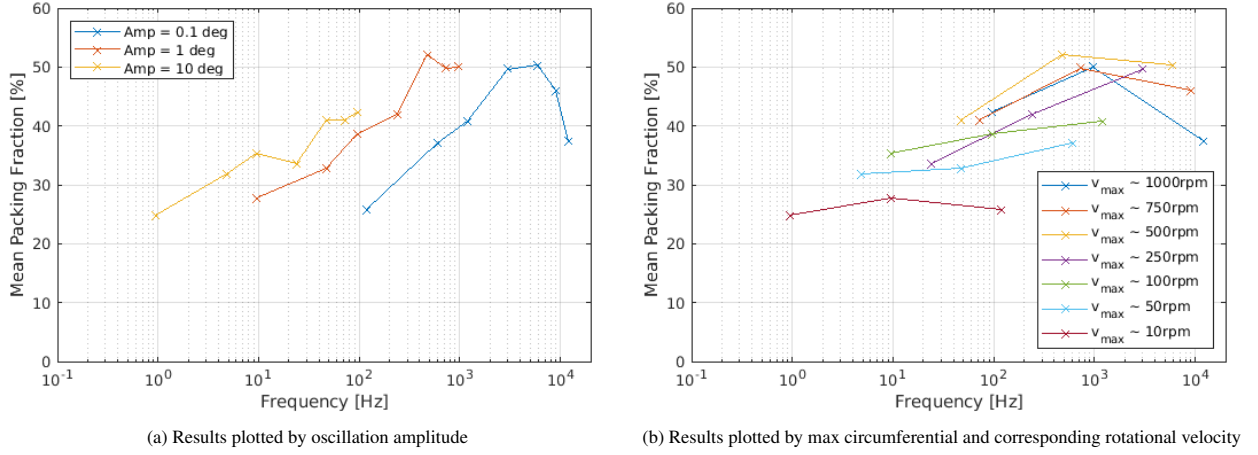 Amp = 0.1 deg
Amp = 1 deg
Amp = 10 deg
Mean Packing Fraction [%]
60
50
40
30
20
10
0
10^-1
10^0
10^1
10^2
10^3
10^4
Frequency [Hz]
(a) Results plotted by oscillation amplitude
Mean Packing Fraction [%]
60
50
40
30
20
10
0
v_max ~ 1000rpm
v_max ~ 750rpm
v_max ~ 500rpm
v_max ~ 250rpm
v_max ~ 100rpm
v_max ~ 50rpm
v_max ~ 10rpm
10^-1
10^0
10^1
10^2
10^3
10^4
Frequency [Hz]
(b) Results plotted by max circumferential and corresponding rotational velocity